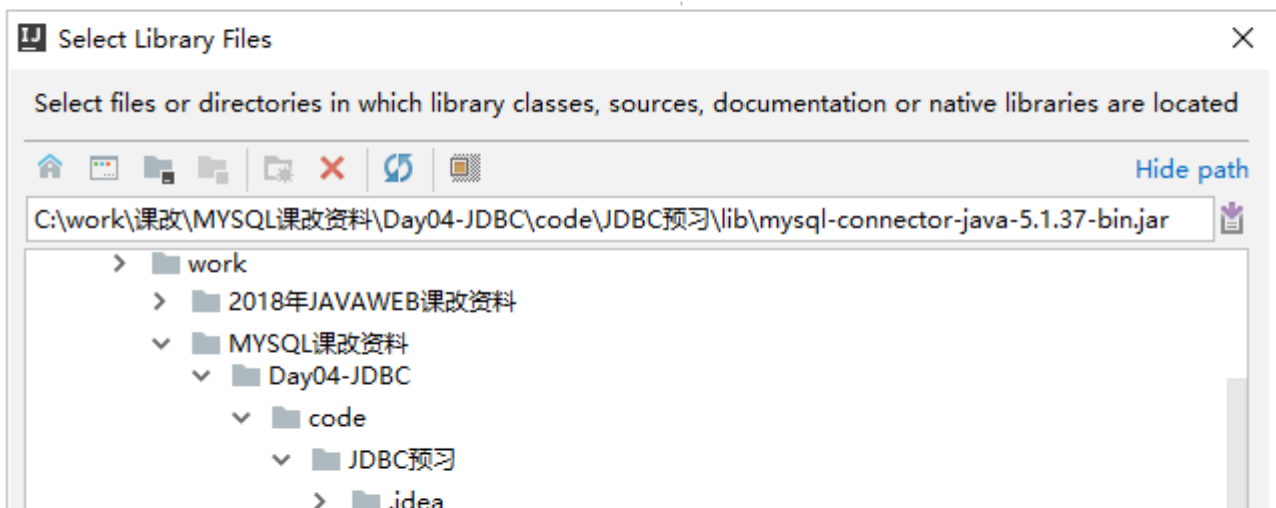 Select Library Files
Select files or directories in which library classes, sources, documentation or native libraries are located
Hide path
C:\work\课改\MYSQL课改资料\Day04-JDBC\code\JDBC预习\lib\mysql-connector-java-5.1.37-bin.jar
work
2018年JAVAWEB课改资料
MYSQL课改资料
Day04-JDBC
code
JDBC预习
.idea